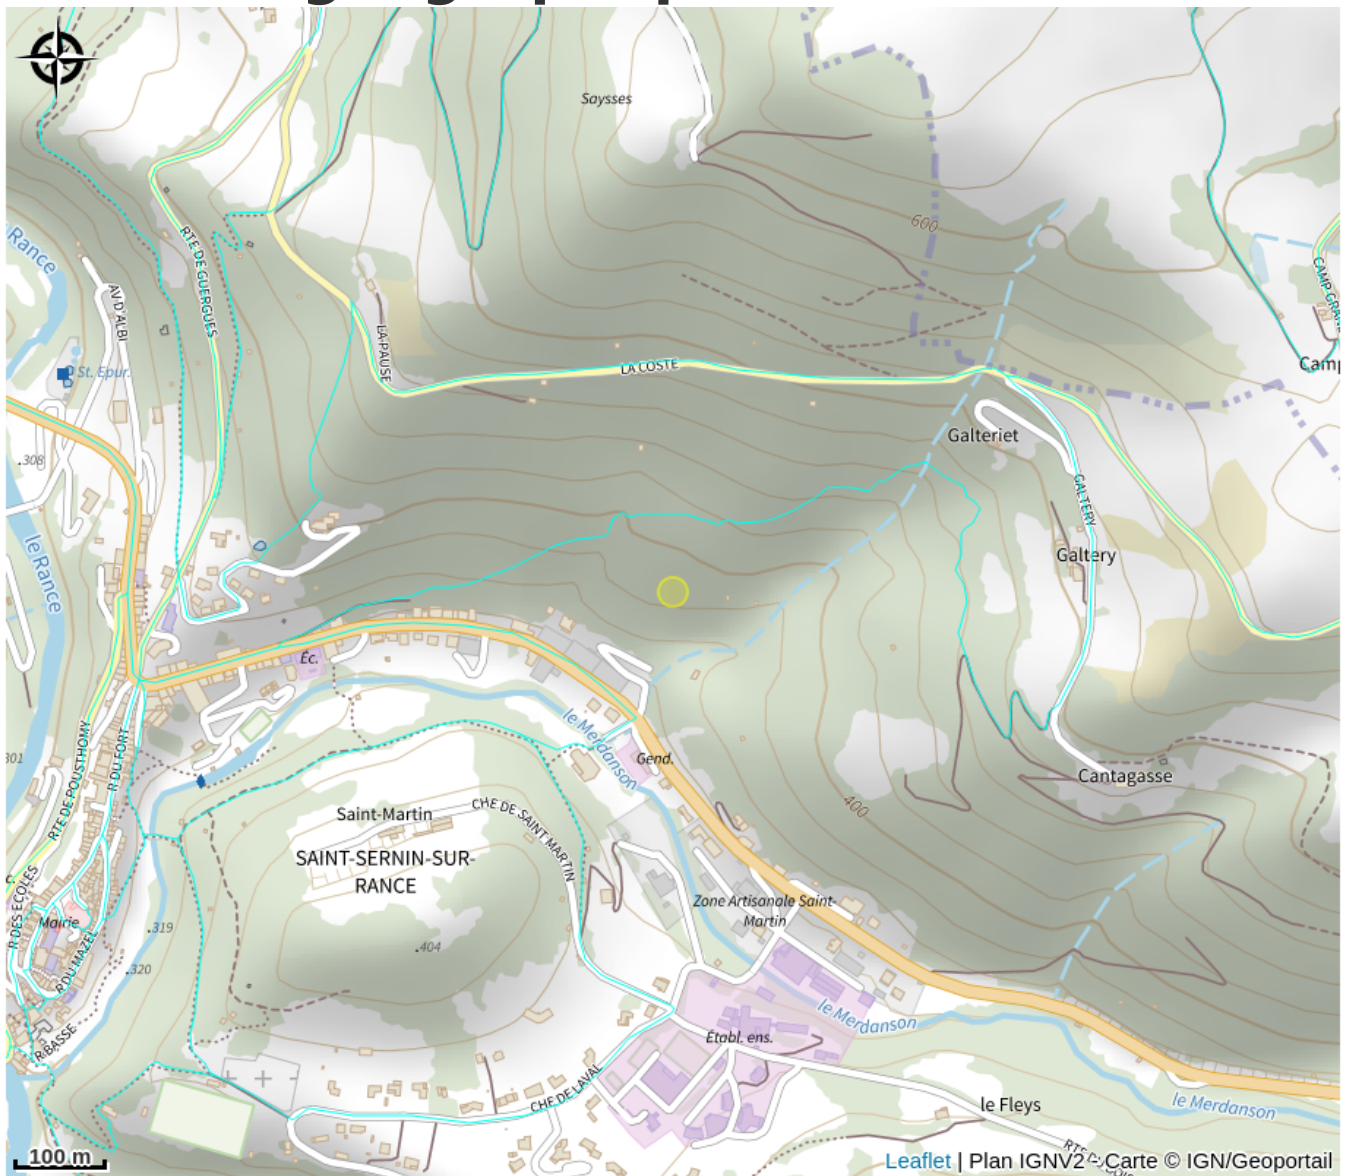 Saysses
600
Rance
RTE DE GUERGUES
AV D'ALBI
CAMP GRAN
LA PAUSE
LA COSTE
St. Epur.
Camp
Galteriet
.308
GALTERY
le Rance
Galtery
Éc.
le Merdanson
Gend.
301
RTE DE POUSTHOMY
R DU FORT
Cantagasse
Saint-Martin
CHE DE SAINT MARTIN
400
SAINT-SERNIN-SUR-
RANCE
R DES ECOLES
Mairie
Zone Artisanale Saint-
Martin
.319
.404
R DU MAZEL
.320
le Merdanson
R BASSE
Établ. ens.
CHE DE LAVAL
le Fleys
le Merdanson
100 m
Leaflet | Plan IGNV2 - Carte © IGN/Geoportail